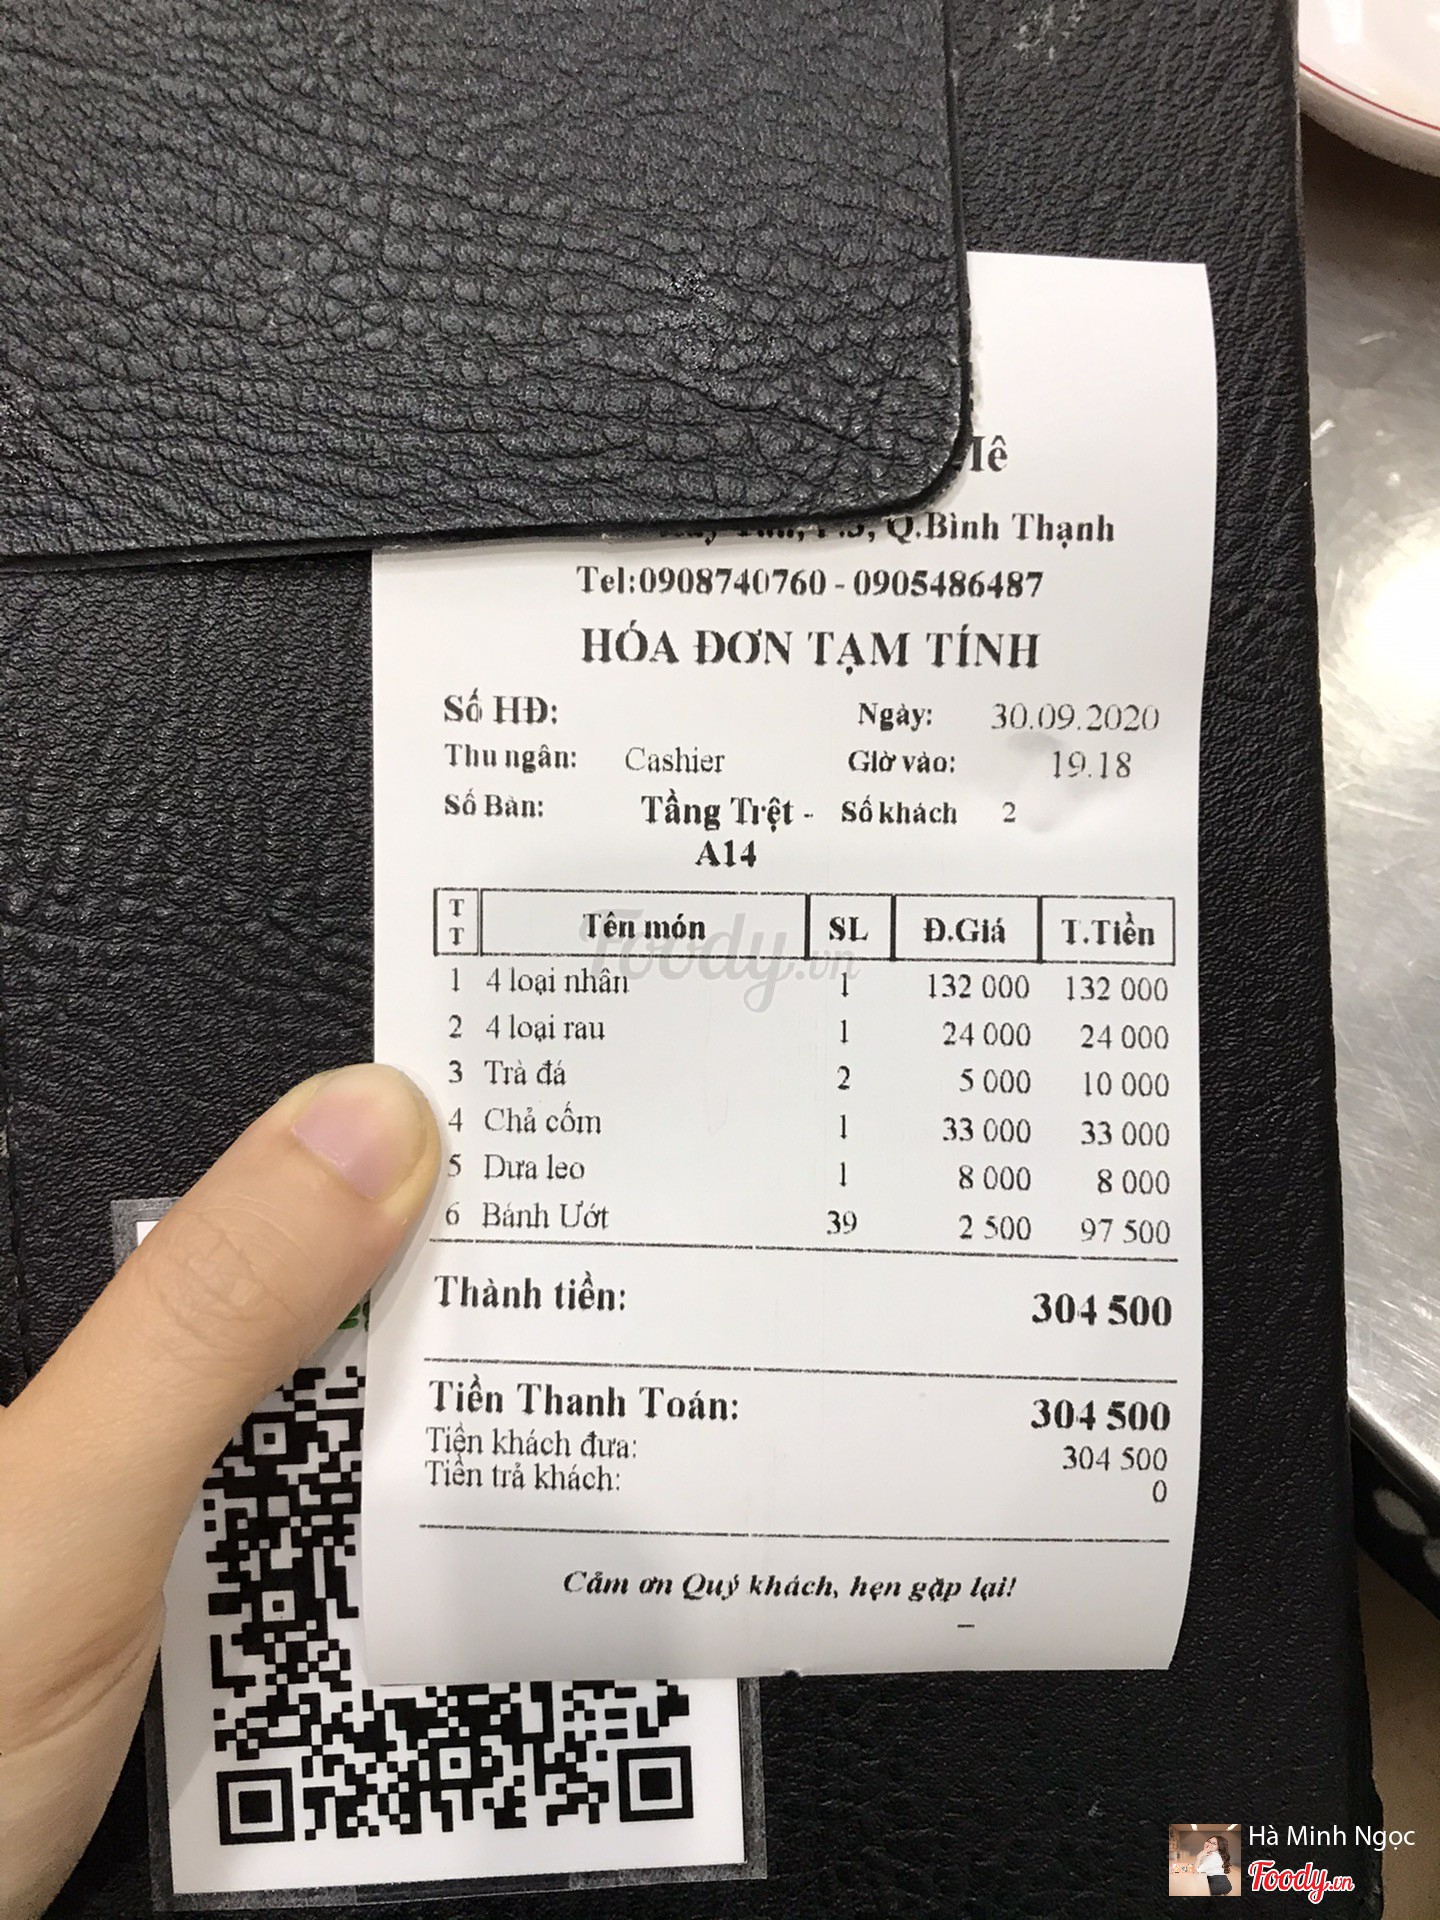 Q.Bình Thạnh
Tel:0908740760 - 0905486487
HÓA ĐƠN TẠM TÍNH
Số HĐ: Ngày: 30.09.2020
Thu ngân: Cashier Giờ vào: 19.18
Số Bàn: Tầng Trệt - Số khách 2
A14
TT Tên món SL Đ.Giá T.Tiền
1 4 loại nhân 1 132 000 132 000
2 4 loại rau 1 24 000 24 000
3 Trà đá 2 5 000 10 000
4 Chả cốm 1 33 000 33 000
5 Dưa leo 1 8 000 8 000
6 Bánh Ướt 39 2 500 97 500
Thành tiền: 304 500
Tiền Thanh Toán: 304 500
Tiền khách đưa: 304 500
Tiền trả khách: 0
Cảm ơn Quý khách, hẹn gặp lại!
Foody.vn
Hà Minh Ngọc
Foody.vn